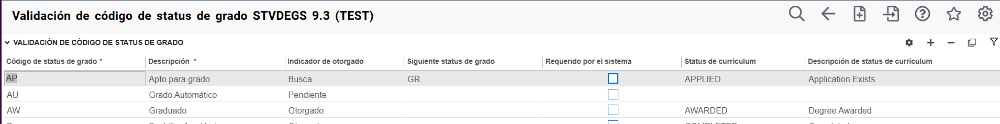 Validación de código de status de grado STVDEGS 9.3 (TEST)
VALIDACIÓN DE CÓDIGO DE STATUS DE GRADO
Código de status de grado * Descripción * Indicador de otorgado Siguiente status de grado Requerido por el sistema Status de currículum Descripción de status de currículum
AP Apto para grado Busca GR APPLIED Application Exists
AU Grado Automático Pendiente
AW Graduado Otorgado AWARDED Degree Awarded